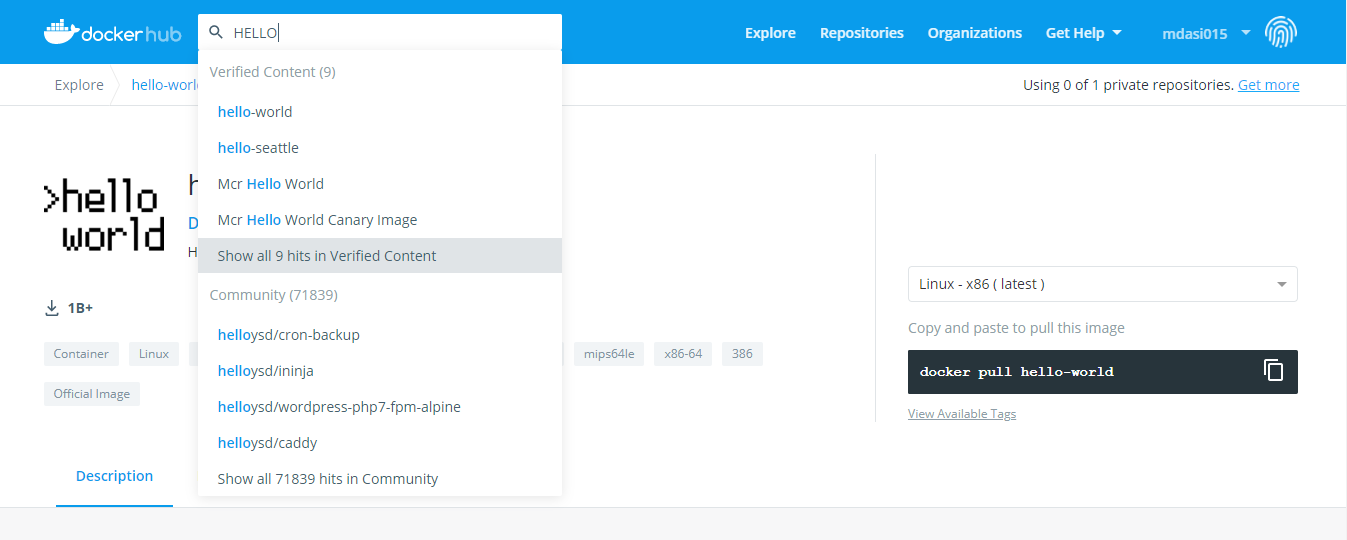 docker hub
HELLO
Explore
Repositories
Organizations
Get Help
mdasi015
Explore
hello-worl
Using 0 of 1 private repositories. Get more
Verified Content (9)
hello-world
hello-seattle
Mcr Hello World
Mcr Hello World Canary Image
Show all 9 hits in Verified Content
Community (71839)
helloysd/cron-backup
helloysd/ininja
helloysd/wordpress-php7-fpm-alpine
helloysd/caddy
Show all 71839 hits in Community
>hello
world
h
D
H
1B+
Container
Linux
mips64le
x86-64
386
Official Image
Description
Linux - x86 ( latest )
Copy and paste to pull this image
docker pull hello-world
View Available Tags